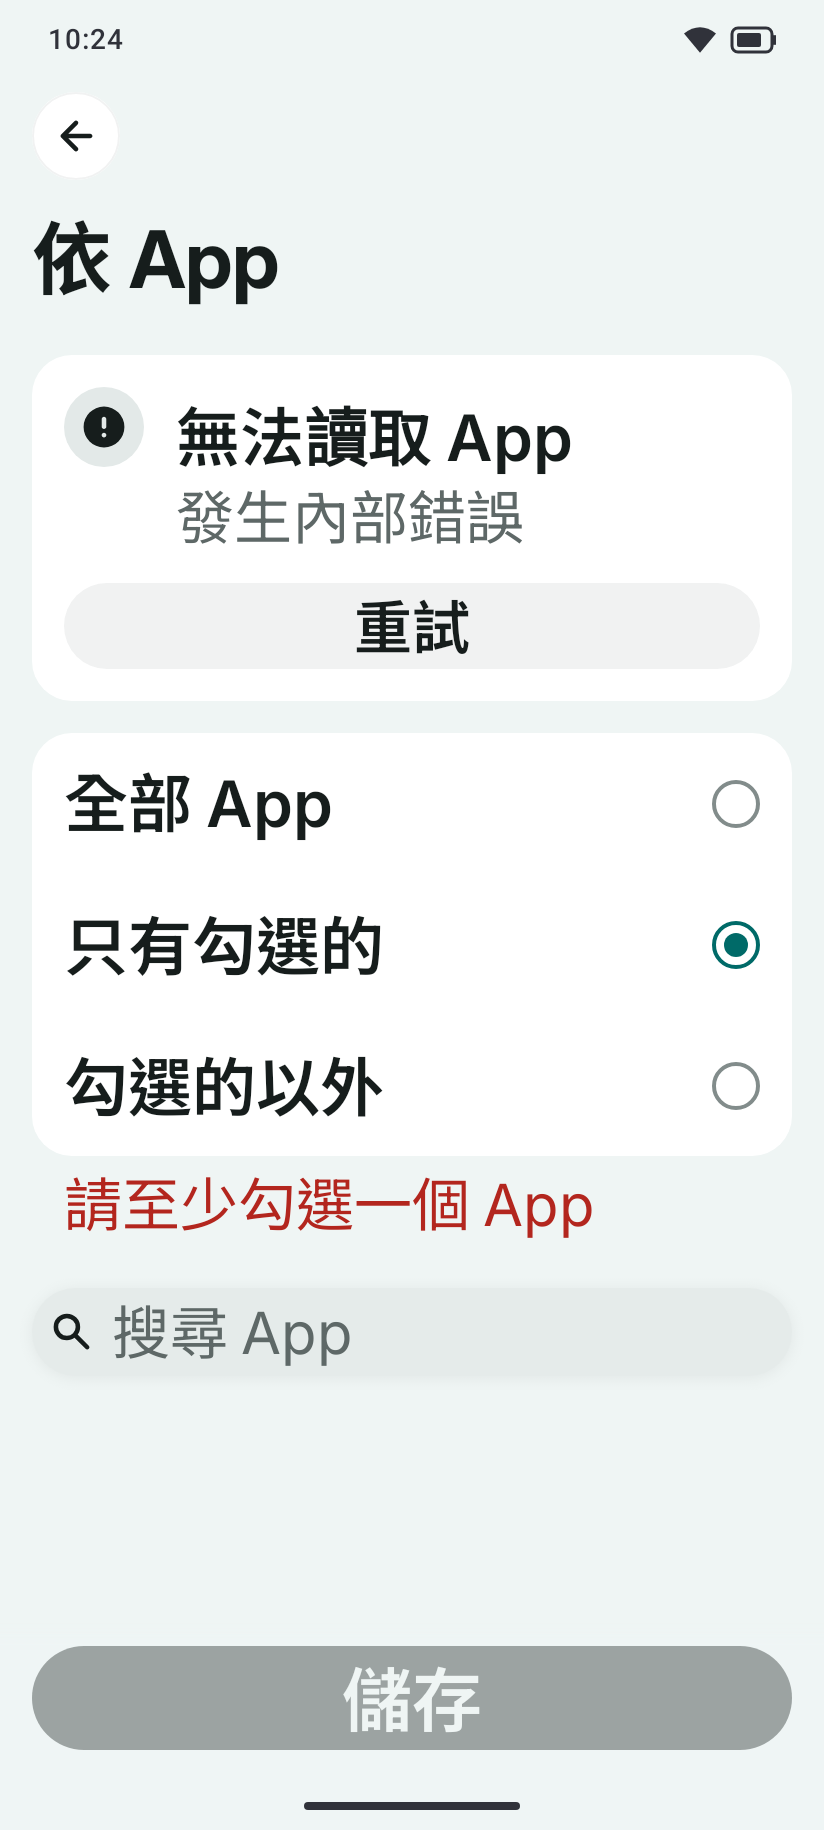 10:24
依 App
無法讀取 App
發生內部錯誤
重試
全部 App
只有勾選的
勾選的以外
請至少勾選一個 App
搜尋 App
儲存